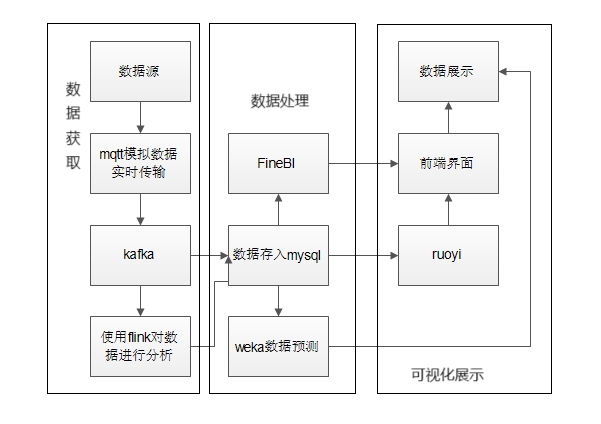 数据获取
数据源
mqtt模拟数据
实时传输
kafka
使用flink对数
据进行分析
数据处理
FineBI
数据存入mysql
weka数据预测
数据展示
前端界面
ruoyi
可视化展示